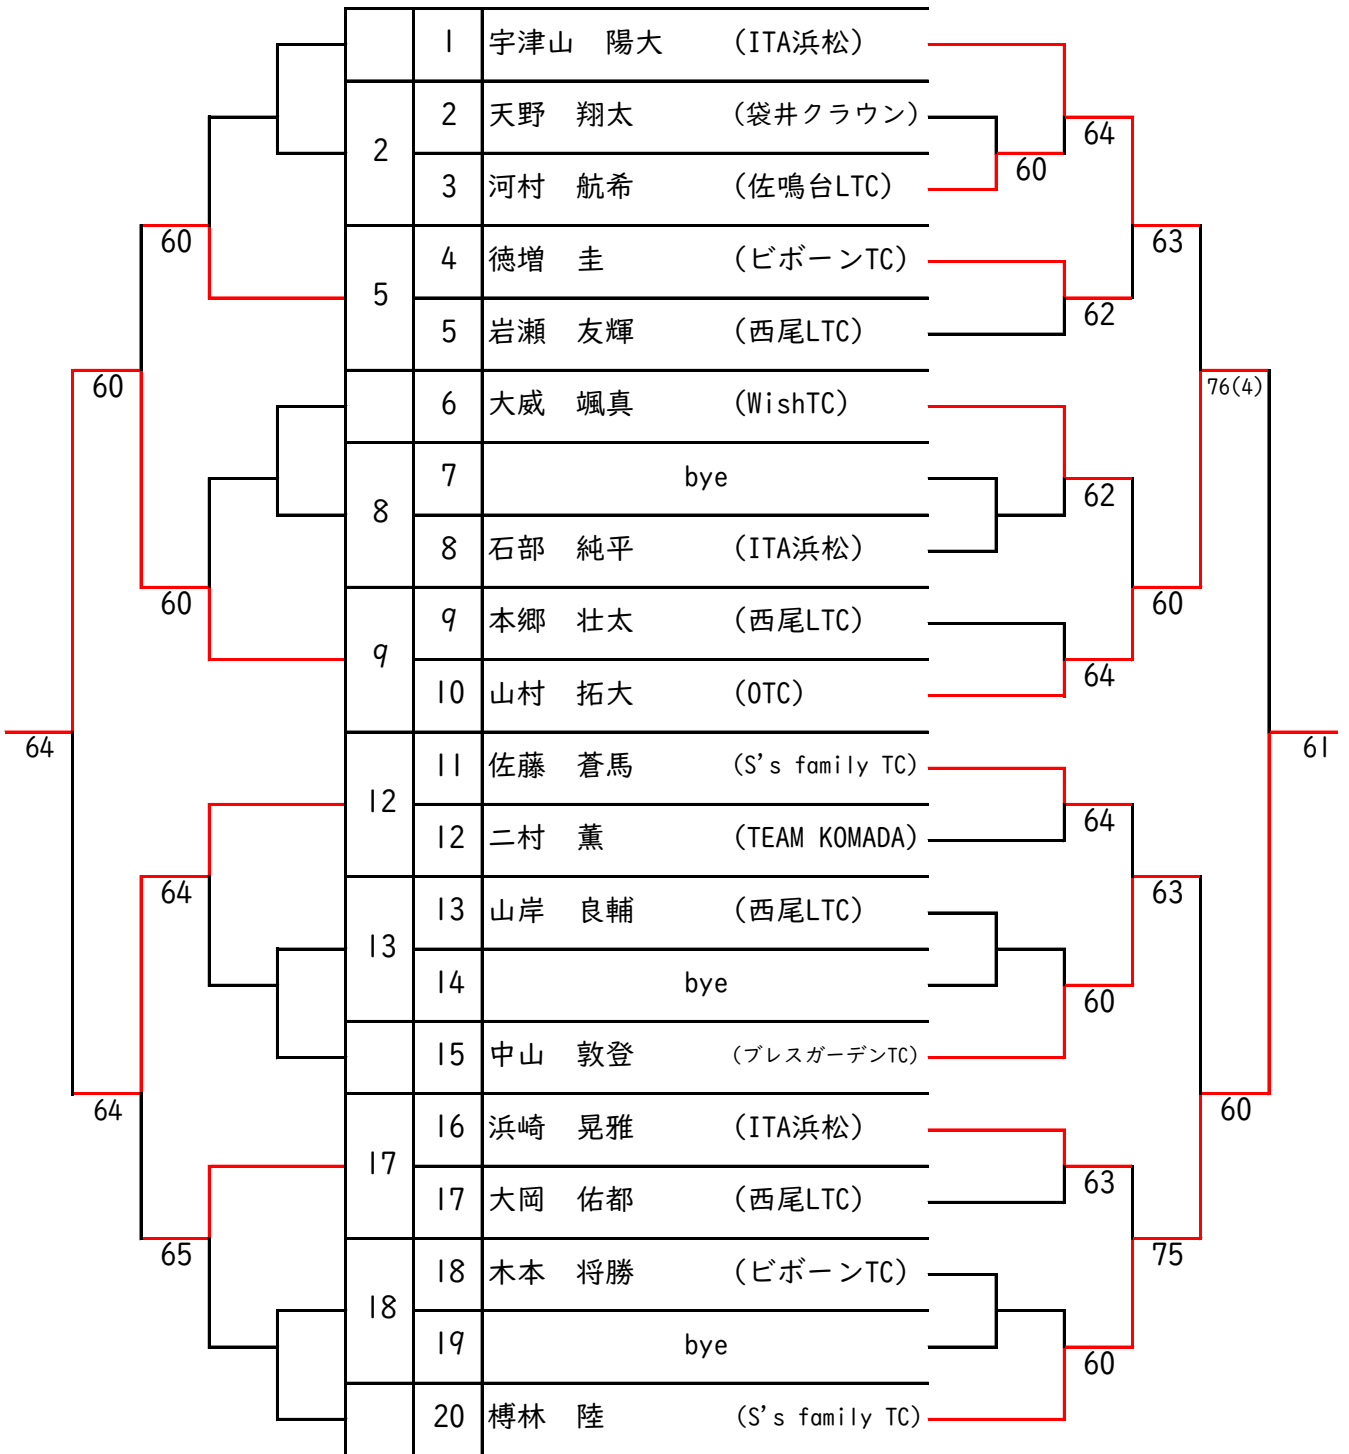 1 宇津山 陽大 (ITA浜松)
2 天野 翔太 (袋井クラウン) 64
2
3 河村 航希 (佐鳴台LTC) 60
60 4 徳増 圭 (ビボーンTC) 63
5
5 岩瀬 友輝 (西尾LTC) 62
60 6 大威 颯真 (WishTC) 76(4)
7 bye 62
8
8 石部 純平 (ITA浜松)
60 9 本郷 壮太 (西尾LTC) 60
9
10 山村 拓大 (OTC) 64
64 11 佐藤 蒼馬 (S's family TC) 61
12
12 二村 薫 (TEAM KOMADA) 64
64 13 山岸 良輔 (西尾LTC) 63
13
14 bye 60
15 中山 敦登 (ブレスガーデンTC)
64 16 浜崎 晃雅 (ITA浜松) 60
17
17 大岡 佑都 (西尾LTC) 63
65 18 木本 将勝 (ビボーンTC) 75
18
19 bye 60
20 榑林 陸 (S's family TC)